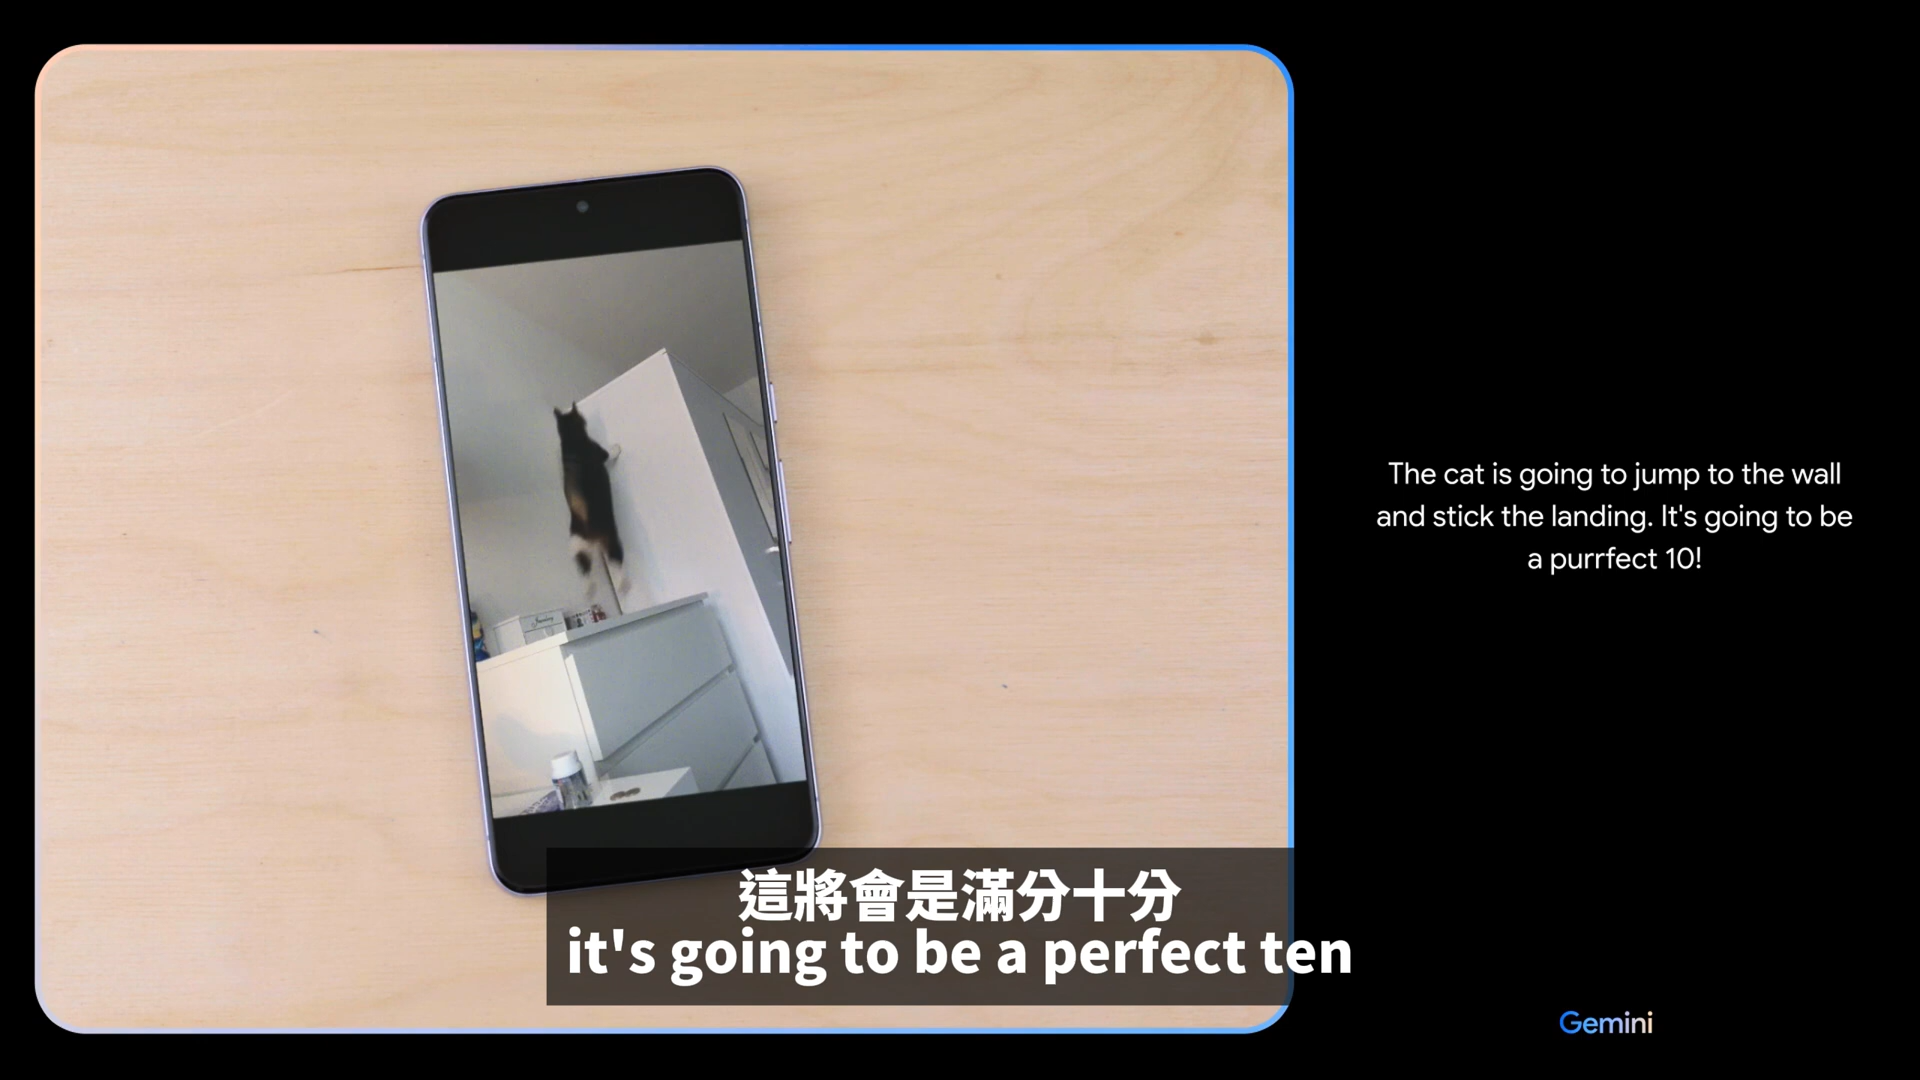 The cat is going to jump to the wall
and stick the landing. It's going to be
a purrfect 10!
這將會是滿分十分
it's going to be a perfect ten
Gemini